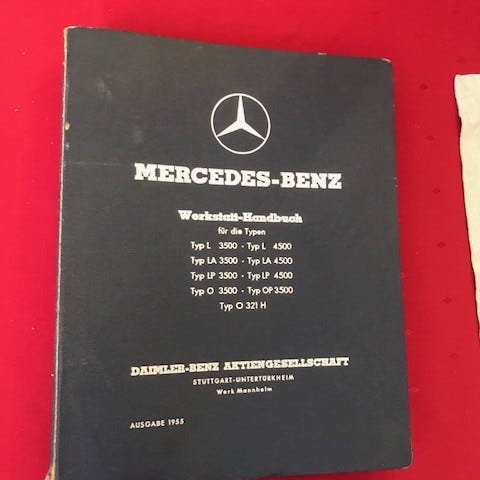 MERCEDES-BENZ
Werkstatt-Handbuch
für die Typen
Typ L 3500 - Typ L 4500
Typ LA 3500 - Typ LA 4500
Typ LP 3500 - Typ LP 4500
Typ O 3500 - Typ OP 3500
Typ O 321 H
DAIMLER-BENZ AKTIENGESELLSCHAFT
STUTTGART-UNTERTÜRKHEIM
Werk Mannheim
AUSGABE 1955